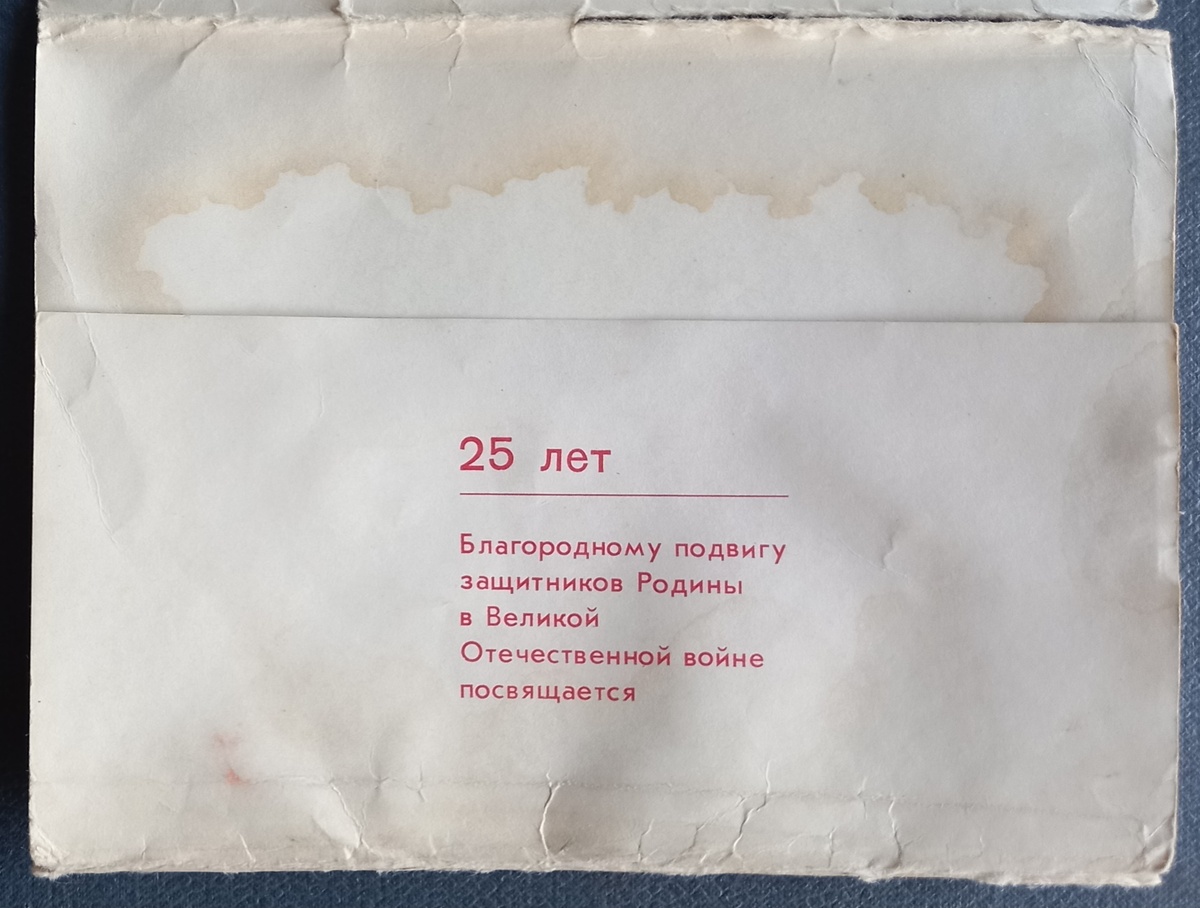 25 лет
Благородному подвигу
защитников Родины
в Великой
Отечественной войне
посвящается